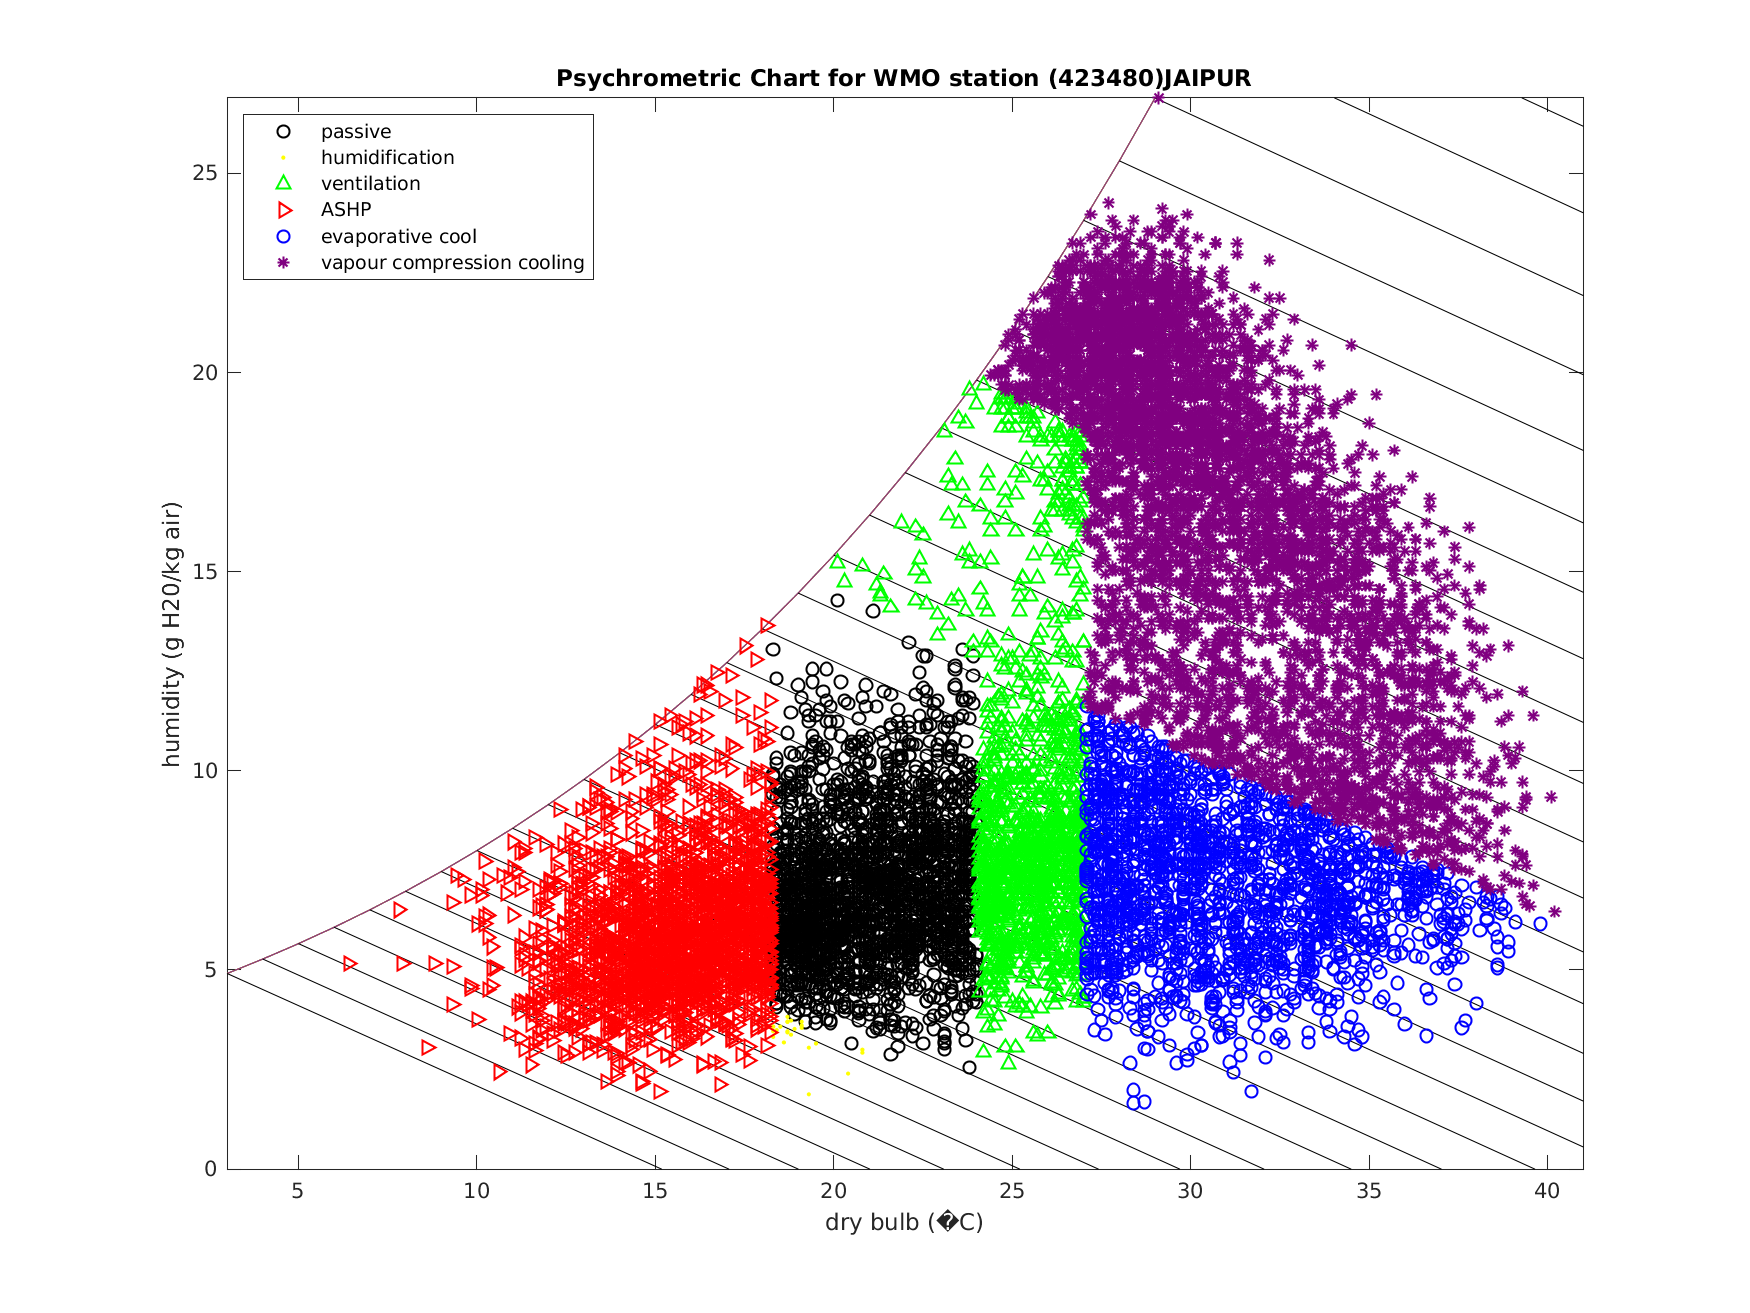 Psychrometric Chart for WMO station (423480)JAIPUR
passive
humidification
ventilation
ASHP
evaporative cool
vapour compression cooling
humidity (g H20/kg air)
25
20
15
10
5
0
5 10 15 20 25 30 35 40
dry bulb (�C)